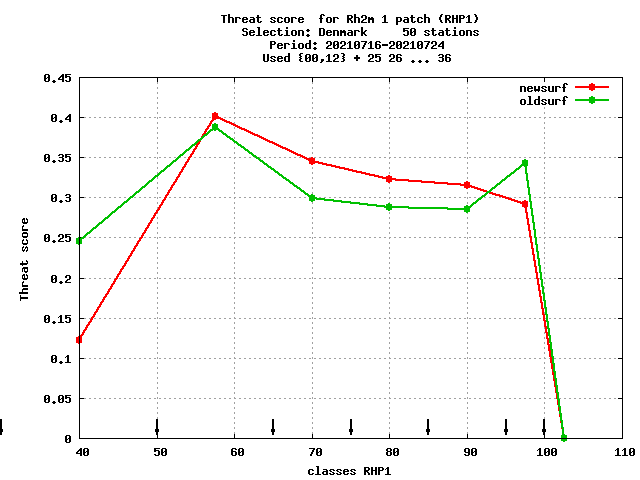 Threat score for Rh2m 1 patch (RHP1)
Selection: Denmark 50 stations
Period: 20210716-20210724
Used {00,12} + 25 26 ... 36
newsurf
oldsurf
0.45
0.4
0.35
0.3
0.25
0.2
0.15
0.1
0.05
0
Threat score
40 50 60 70 80 90 100 110
classes RHP1